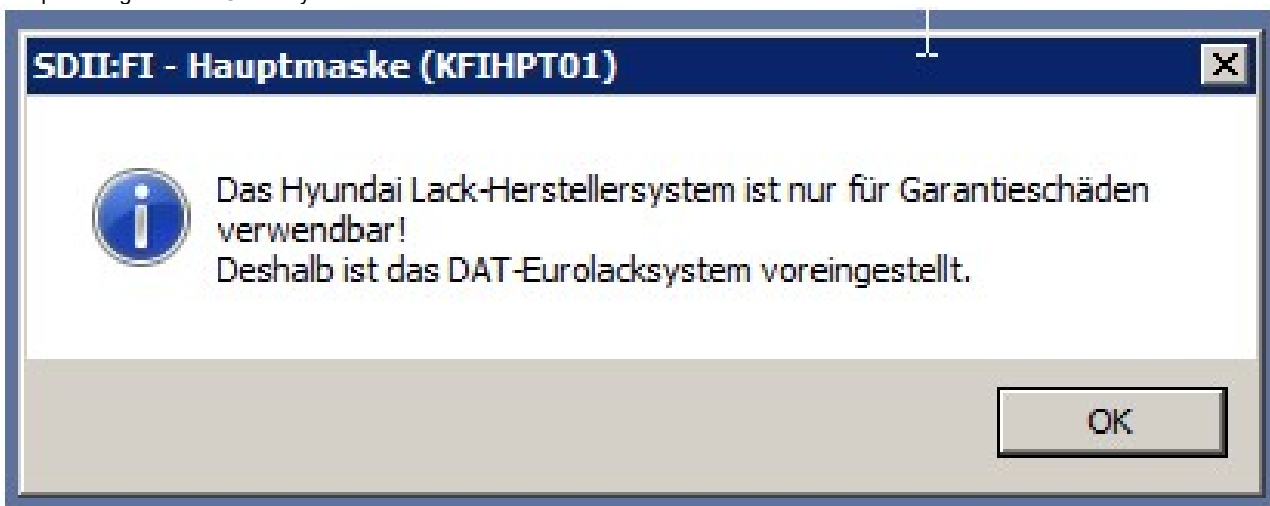 SDII:FI - Hauptmaske (KFIHPT01)
Das Hyundai Lack-Herstellersystem ist nur für Garantieschäden
verwendbar!
Deshalb ist das DAT-Eurolacksystem voreingestellt.
OK